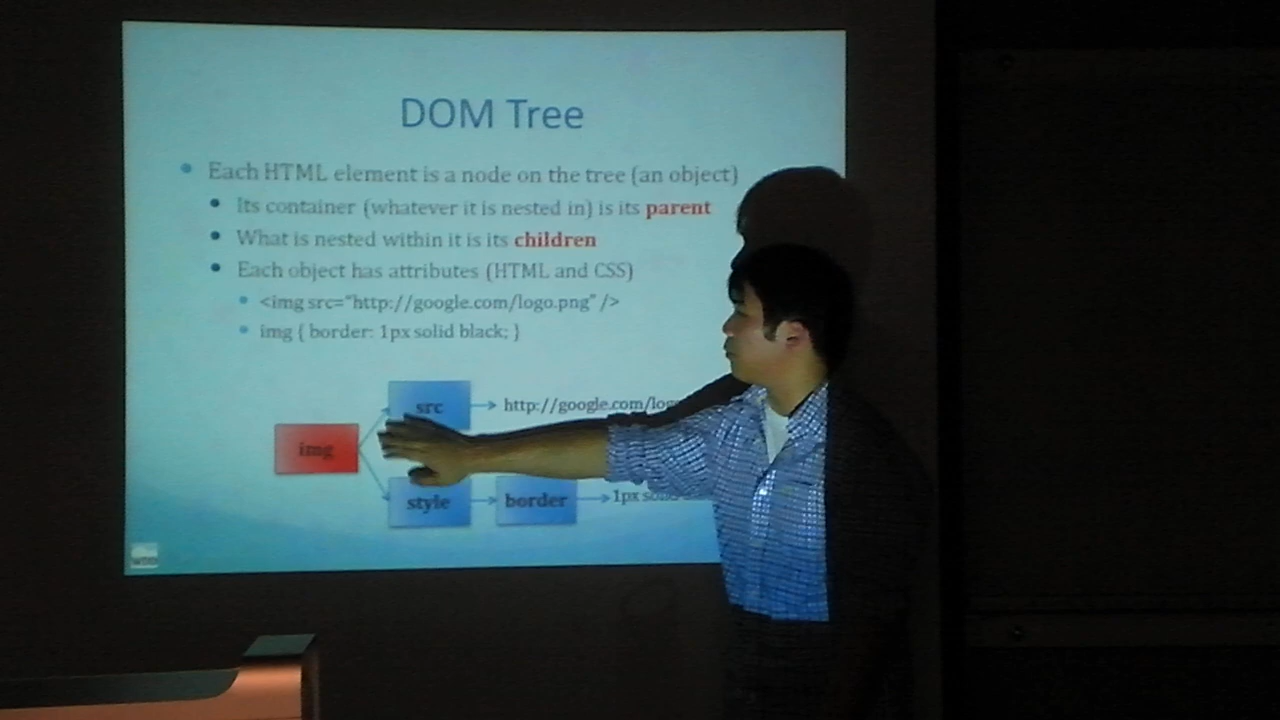 DOM Tree
Each HTML element is a node on the tree (an object)
Its container (whatever it is nested in) is its parent
What is nested within it is its children
Each object has attributes (HTML and CSS)
<img src="http://google.com/logo.png" />
img { border: 1px solid black; }
src
http://google.com/log
img
style
border
1px